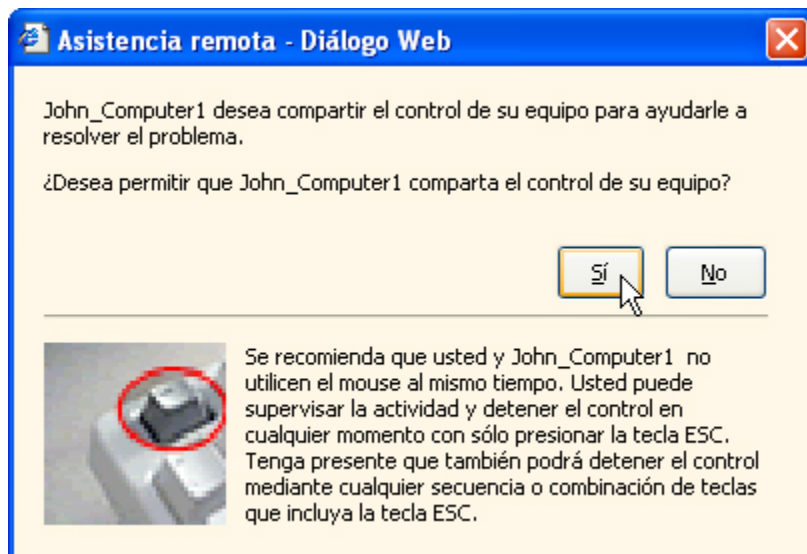 Asistencia remota - Diálogo Web
John_Computer1 desea compartir el control de su equipo para ayudarle a
resolver el problema.
¿Desea permitir que John_Computer1 comparta el control de su equipo?
Sí
No
Se recomienda que usted y John_Computer1 no
utilicen el mouse al mismo tiempo. Usted puede
supervisar la actividad y detener el control en
cualquier momento con sólo presionar la tecla ESC.
Tenga presente que también podrá detener el control
mediante cualquier secuencia o combinación de teclas
que incluya la tecla ESC.